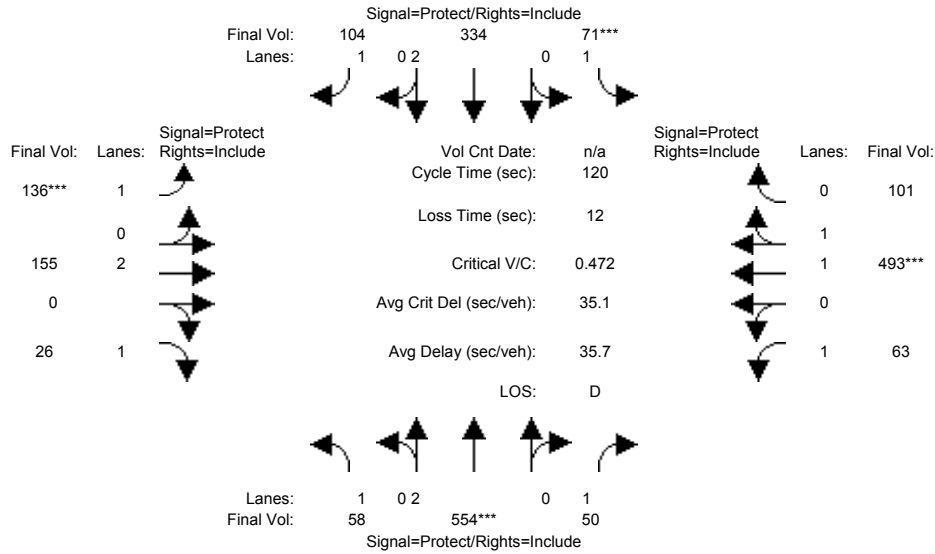 Signal=Protect/Rights=Include
Final Vol: 104 334 71***
Lanes: 1 0 2 0 1
Signal=Protect Signal=Protect
Final Vol: Lanes: Rights=Include Vol Cnt Date: n/a Rights=Include Lanes: Final Vol:
Cycle Time (sec): 120
136*** 1 0 101
Loss Time (sec): 12
0 1
155 2 Critical V/C: 0.472 1 493***
0 Avg Crit Del (sec/veh): 35.1 0
26 1 Avg Delay (sec/veh): 35.7 1 63
LOS: D
Lanes: 1 0 2 0 1
Final Vol: 58 554*** 50
Signal=Protect/Rights=Include